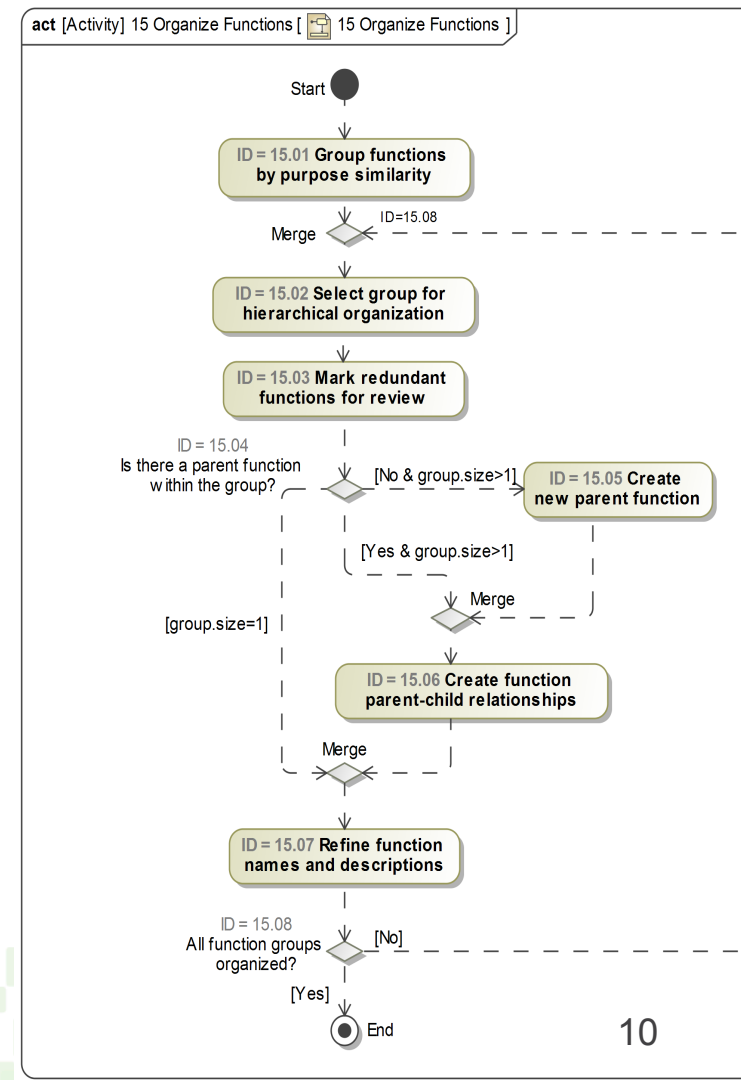 act [Activity] 15 Organize Functions [ 15 Organize Functions ]
Start
ID = 15.01 Group functions
by purpose similarity
ID=15.08
Merge
ID = 15.02 Select group for
hierarchical organization
ID = 15.03 Mark redundant
functions for review
ID = 15.04
Is there a parent function
within the group?
[No & group.size>1]
ID = 15.05 Create
new parent function
[Yes & group.size>1]
Merge
[group.size=1]
ID = 15.06 Create function
parent-child relationships
Merge
ID = 15.07 Refine function
names and descriptions
ID = 15.08
All function groups
organized?
[No]
[Yes]
End
10